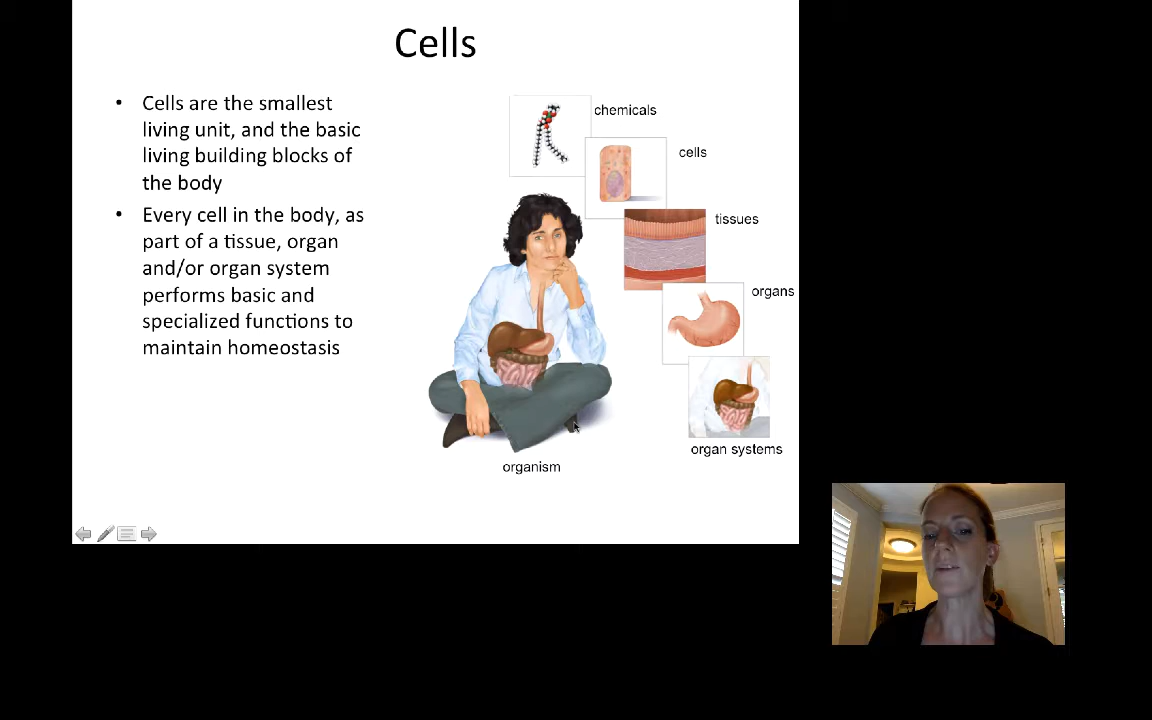 Cells
• Cells are the smallest
living unit, and the basic
living building blocks of
the body
• Every cell in the body, as
part of a tissue, organ
and/or organ system
performs basic and
specialized functions to
maintain homeostasis
chemicals
cells
tissues
organs
organ systems
organism